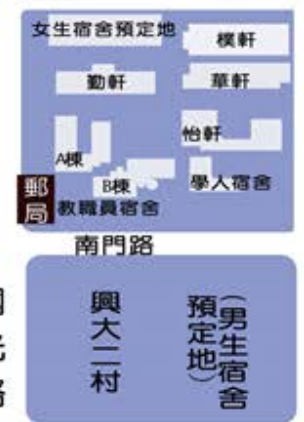 女生宿舍預定地
樸軒
勤軒
華軒
怡軒
A棟
B棟
學人宿舍
郵局
教職員宿舍
南門路
興大二村
（男生宿舍
預定地）
路